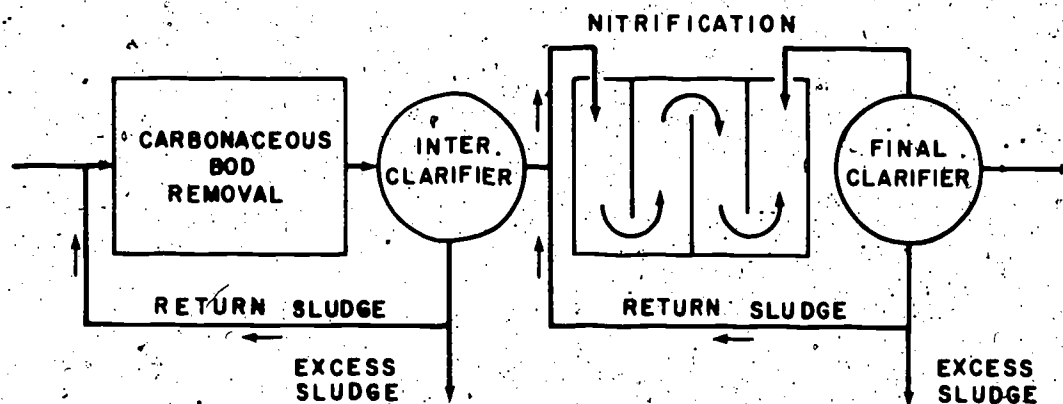 NITRIFICATION
CARBONACEOUS
BOD
REMOVAL
INTER.
CLARIFIER
FINAL
CLARIFIER
RETURN SLUDGE
RETURN SLUDGE
EXCESS
SLUDGE
EXCESS
SLUDGE